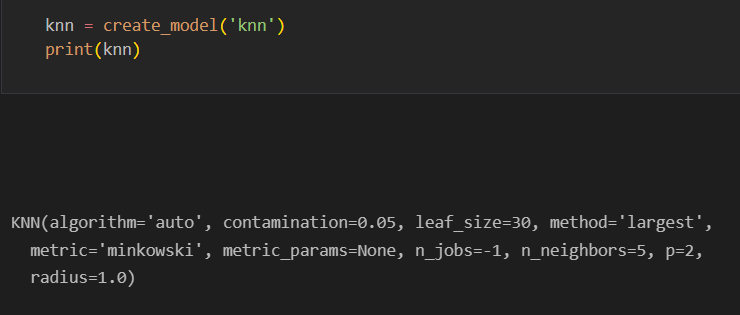 knn = create_model('knn')
print(knn)
KNN(algorithm='auto', contamination=0.05, leaf_size=30, method='largest',
metric='minkowski', metric_params=None, n_jobs=-1, n_neighbors=5, p=2,
radius=1.0)